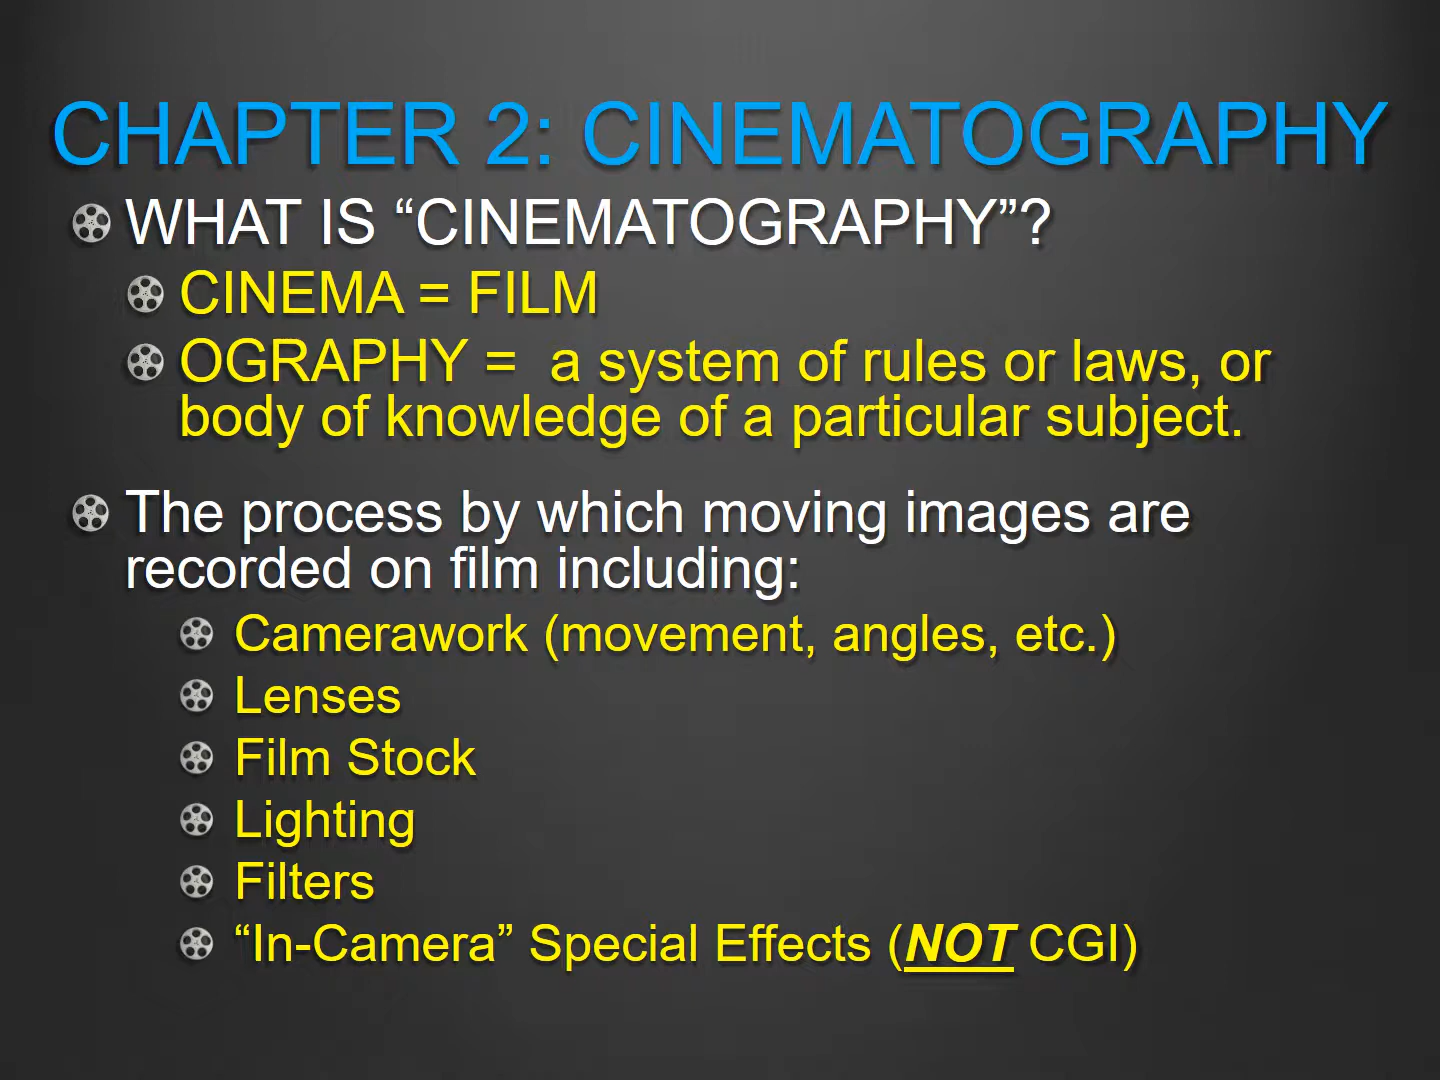 CHAPTER 2: CINEMATOGRAPHY
WHAT IS “CINEMATOGRAPHY”?
CINEMA = FILM
OGRAPHY =  a system of rules or laws, or
body of knowledge of a particular subject.
The process by which moving images are
recorded on film including:
Camerawork (movement, angles, etc.)
Lenses
Film Stock
Lighting
Filters
“In-Camera” Special Effects (NOT CGI)